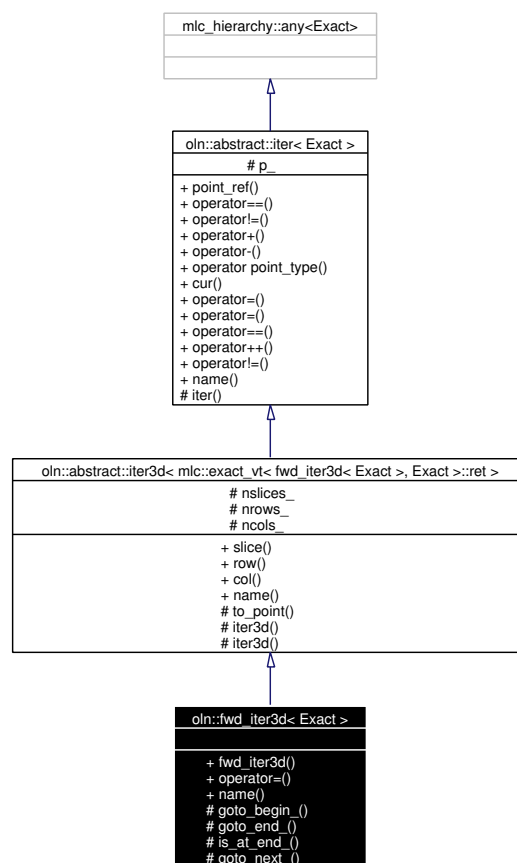 mlc_hierarchy::any<Exact>
oln::abstract::iter< Exact >
# p_
+ point_ref()
+ operator==()
+ operator!=()
+ operator+()
+ operator-()
+ operator point_type()
+ cur()
+ operator=()
+ operator=()
+ operator==()
+ operator++()
+ operator!=()
+ name()
# iter()
oln::abstract::iter3d< mlc::exact_vt< fwd_iter3d< Exact >, Exact >::ret >
# nslices_
# nrows_
# ncols_
+ slice()
+ row()
+ col()
+ name()
# to_point()
# iter3d()
# iter3d()
oln::fwd_iter3d< Exact >
+ fwd_iter3d()
+ operator=()
+ name()
# goto_begin_()
# goto_end_()
# is_at_end_()
# goto_next_()